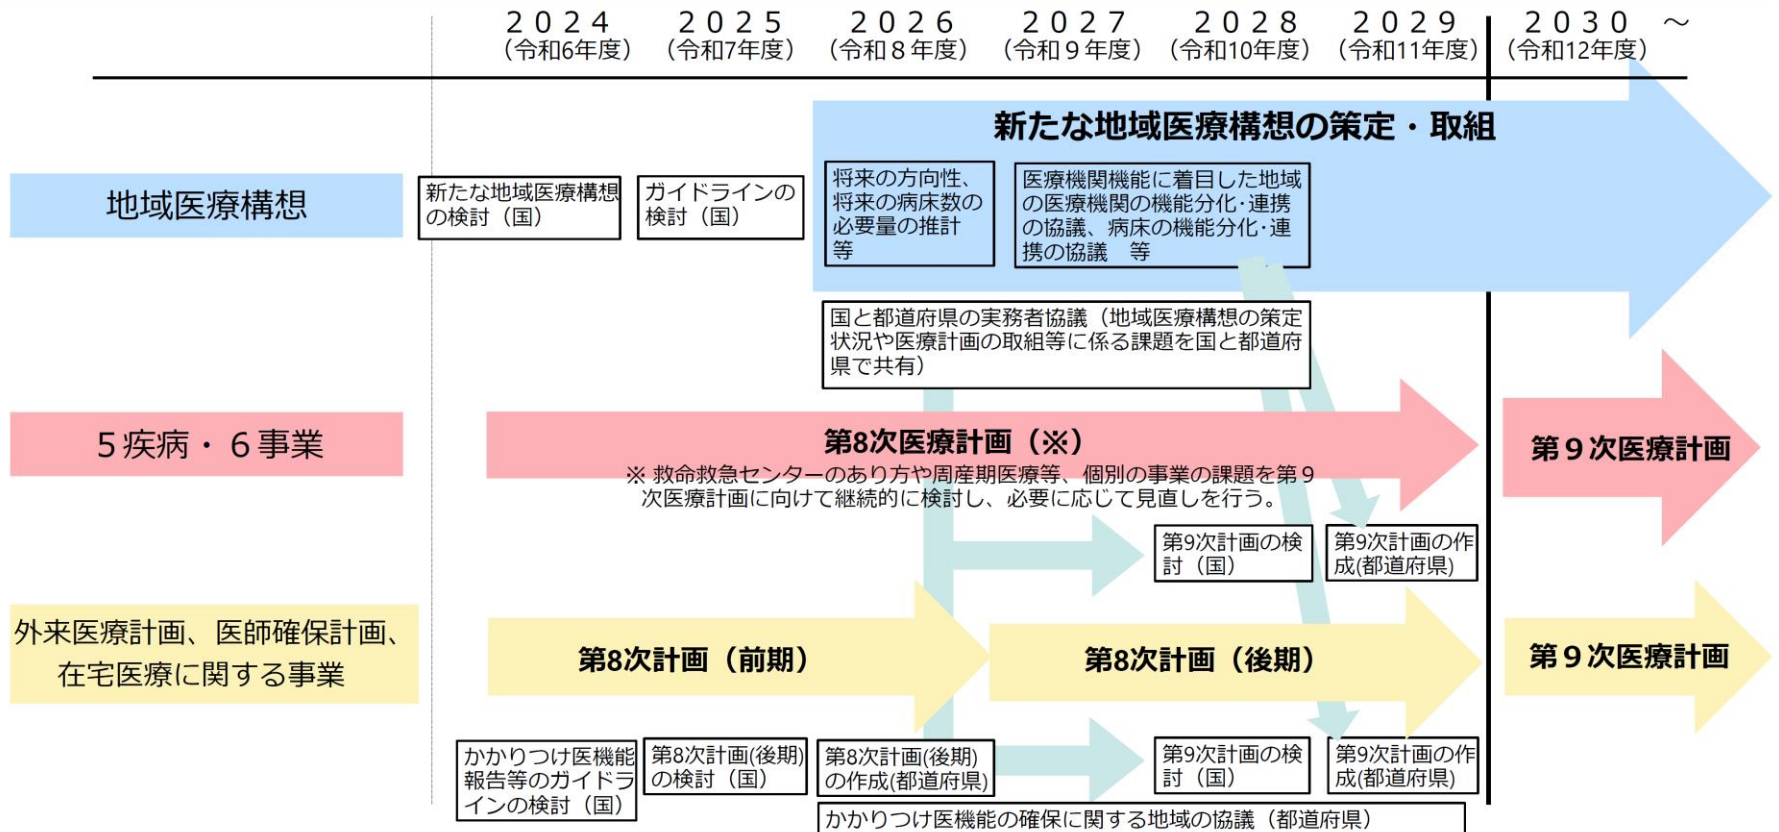 ２０２４ ２０２５ ２０２６ ２０２７ ２０２８ ２０２９ ２０３０ ～
（令和6年度） （令和7年度） （令和８年度） （令和９年度） （令和10年度） （令和11年度） （令和12年度）
新たな地域医療構想の策定・取組
地域医療構想
新たな地域医療構想
の検討（国）
ガイドラインの
検討（国）
将来の方向性、
将来の病床数の
必要量の推計
等
医療機関機能に着目した地域
の医療機関の機能分化･連携
の協議、病床の機能分化･連
携の協議　等
国と都道府県の実務者協議（地域医療構想の策定
状況や医療計画の取組等に係る課題を国と都道府
県で共有）
５疾病・６事業
第8次医療計画（※）
※ 救命救急センターのあり方や周産期医療等、個別の事業の課題を第９
次医療計画に向けて継続的に検討し、必要に応じて見直しを行う。
第９次医療計画
第9次計画の検
討（国）
第9次計画の作
成(都道府県)
外来医療計画、医師確保計画、
在宅医療に関する事業
第8次計画（前期）
第8次計画（後期）
第９次医療計画
かかりつけ医機能
報告等のガイドラ
インの検討（国）
第8次計画(後期)
の検討（国）
第8次計画(後期)
の作成(都道府県)
第9次計画の検
討（国）
第9次計画の作
成(都道府県)
かかりつけ医機能の確保に関する地域の協議（都道府県）